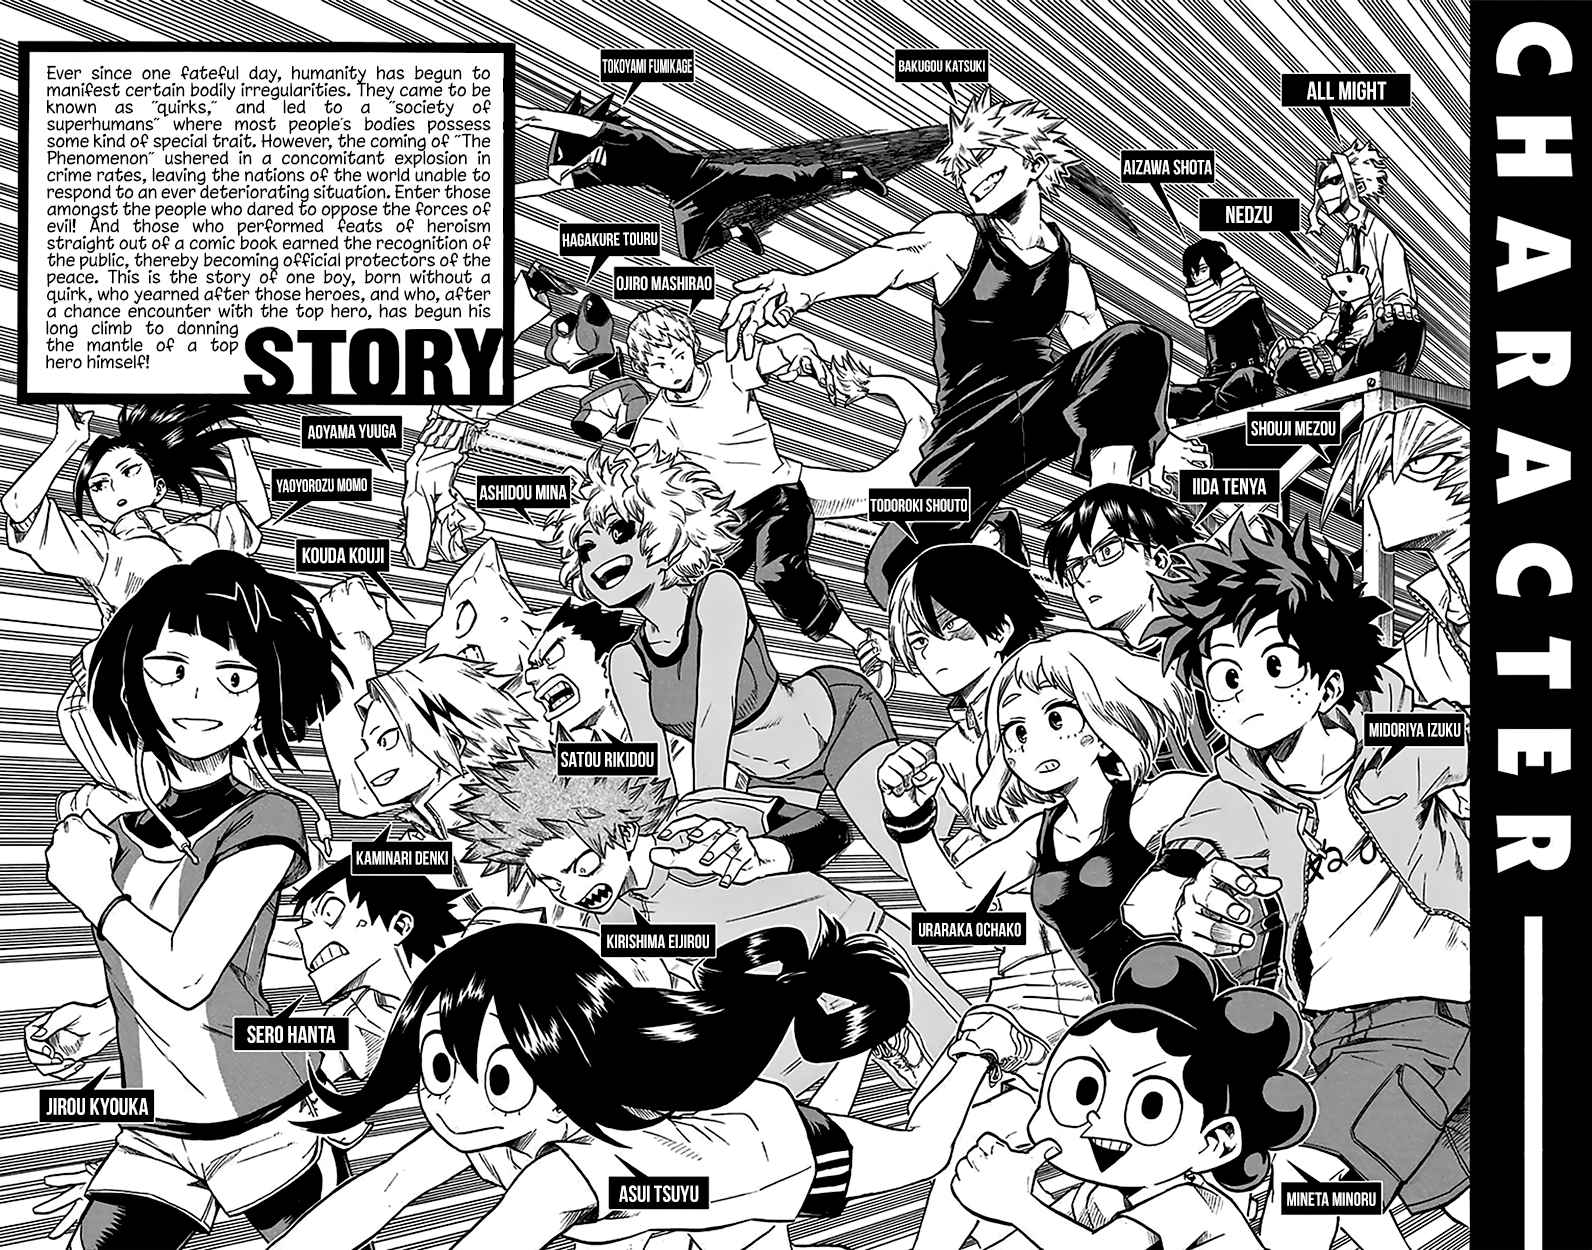 Ever since one fateful day, humanity has begun to
manifest certain bodily irregularities. They came to be
known as "quirks," and led to a "society of
superhumans" where most people's bodies possess
some kind of special trait. However, the coming of "The
Phenomenon" ushered in a concomitant explosion in
crime rates, leaving the nations of the world unable to
respond to an ever deteriorating situation. Enter those
amongst the people who dared to oppose the forces of
evil! And those who performed feats of heroism
straight out of a comic book earned the recognition of
the public, thereby becoming official protectors of the
peace. This is the story of one boy, born without a
quirk, who yearned after those heroes, and who, after
a chance encounter with the top hero, has begun his
long climb to donning
the mantle of a top
hero himself!
STORY
CHARACTER
TOKOYAMI FUMIKAGE
BAKUGOU KATSUKI
ALL MIGHT
AIZAWA SHOTA
NEDZU
HAGAKURE TOURU
OJIRO MASHIRAO
AOYAMA YUUGA
SHOUJI MEZOU
YAOYOROZU MOMO
ASHIDOU MINA
TODOROKI SHOUTO
IIDA TENYA
KOUDA KOUJI
MIDORIYA IZUKU
SATOU RIKIDOU
KAMINARI DENKI
URARAKA OCHAKO
KIRISHIMA EIJIROU
SERO HANTA
JIROU KYOUKA
ASUI TSUYU
MINETA MINORU